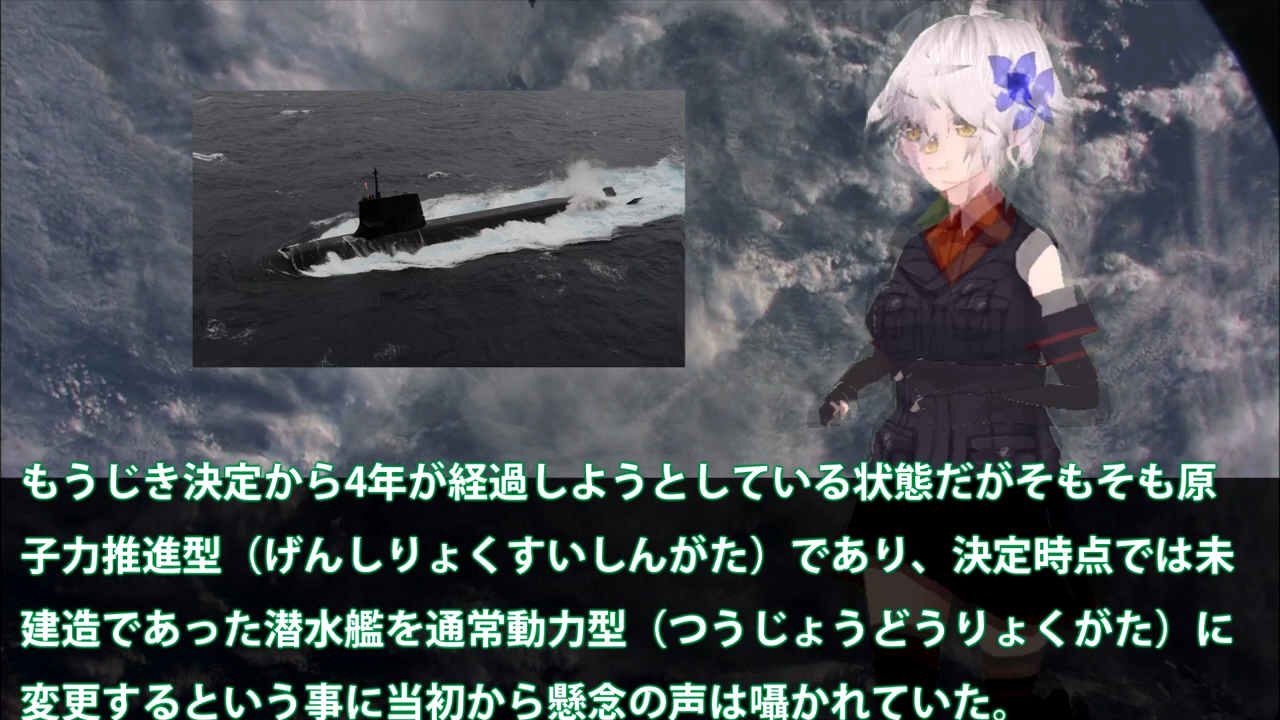 もうじき決定から4年が経過しようとしている状態だがそもそも原
子力推進型（げんしりょくすいしんがた）であり、決定時点では未
建造であった潜水艦を通常動力型（つうじょうどうりょくがた）に
変更するという事に当初から懸念の声は囁かれていた。